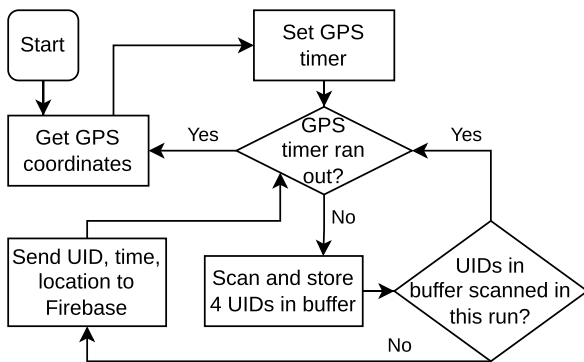 Start
Set GPS
timer
Get GPS
coordinates
Yes
GPS
timer ran
out?
Yes
No
Send UID, time,
location to
Firebase
Scan and store
4 UIDs in buffer
UIDs in
buffer scanned in
this run?
No